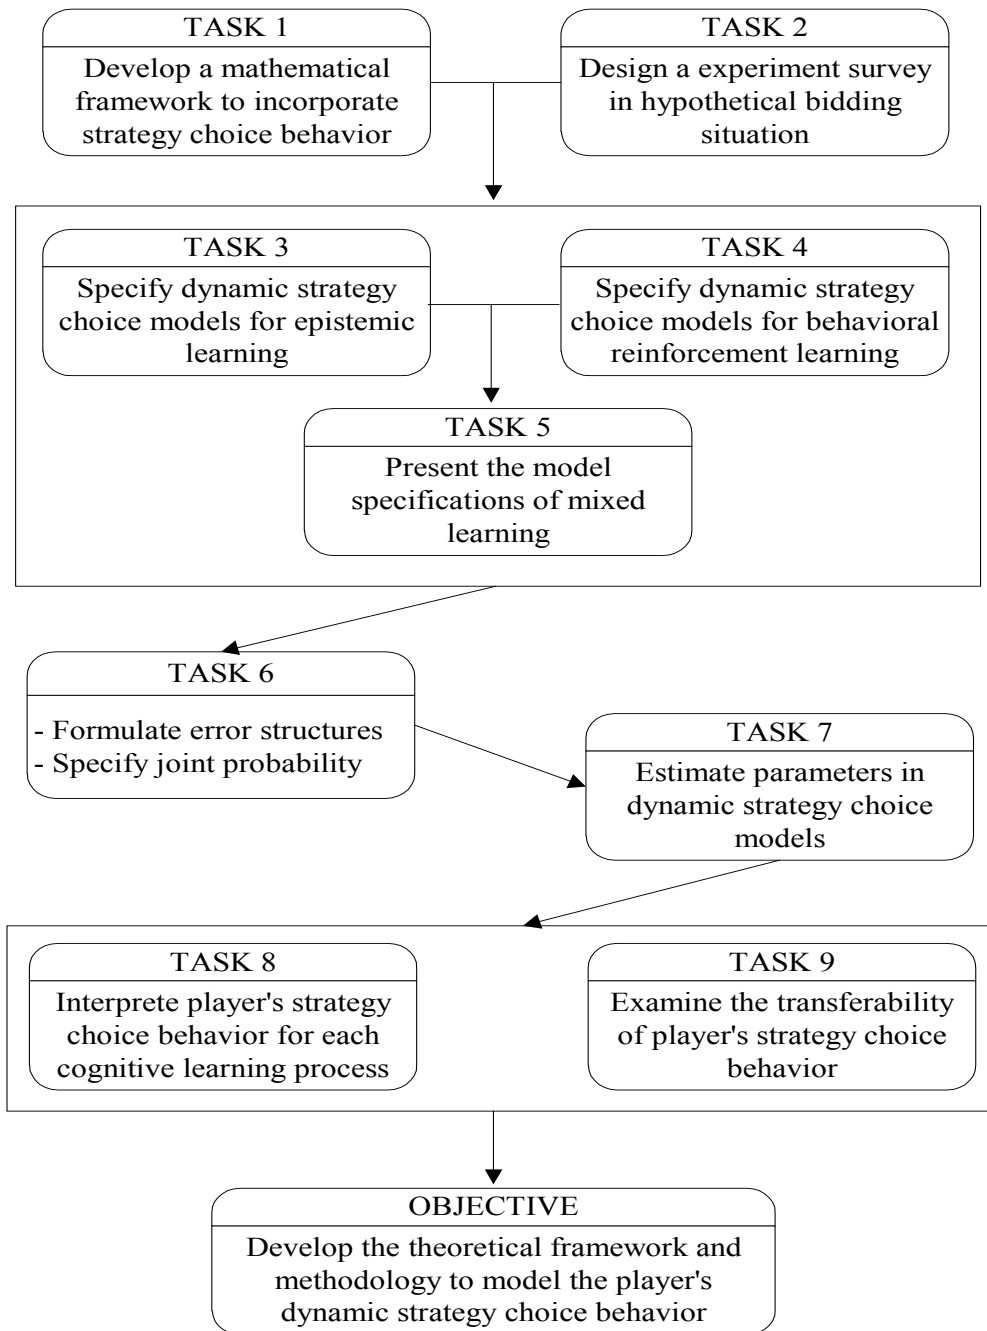 TASK 1
Develop a mathematical
framework to incorporate
strategy choice behavior
TASK 2
Design a experiment survey
in hypothetical bidding
situation
TASK 3
Specify dynamic strategy
choice models for epistemic
learning
TASK 4
Specify dynamic strategy
choice models for behavioral
reinforcement learning
TASK 5
Present the model
specifications of mixed
learning
TASK 6
- Formulate error structures
- Specify joint probability
TASK 7
Estimate parameters in
dynamic strategy choice
models
TASK 8
Interprete player's strategy
choice behavior for each
cognitive learning process
TASK 9
Examine the transferability
of player's strategy choice
behavior
OBJECTIVE
Develop the theoretical framework and
methodology to model the player's
dynamic strategy choice behavior